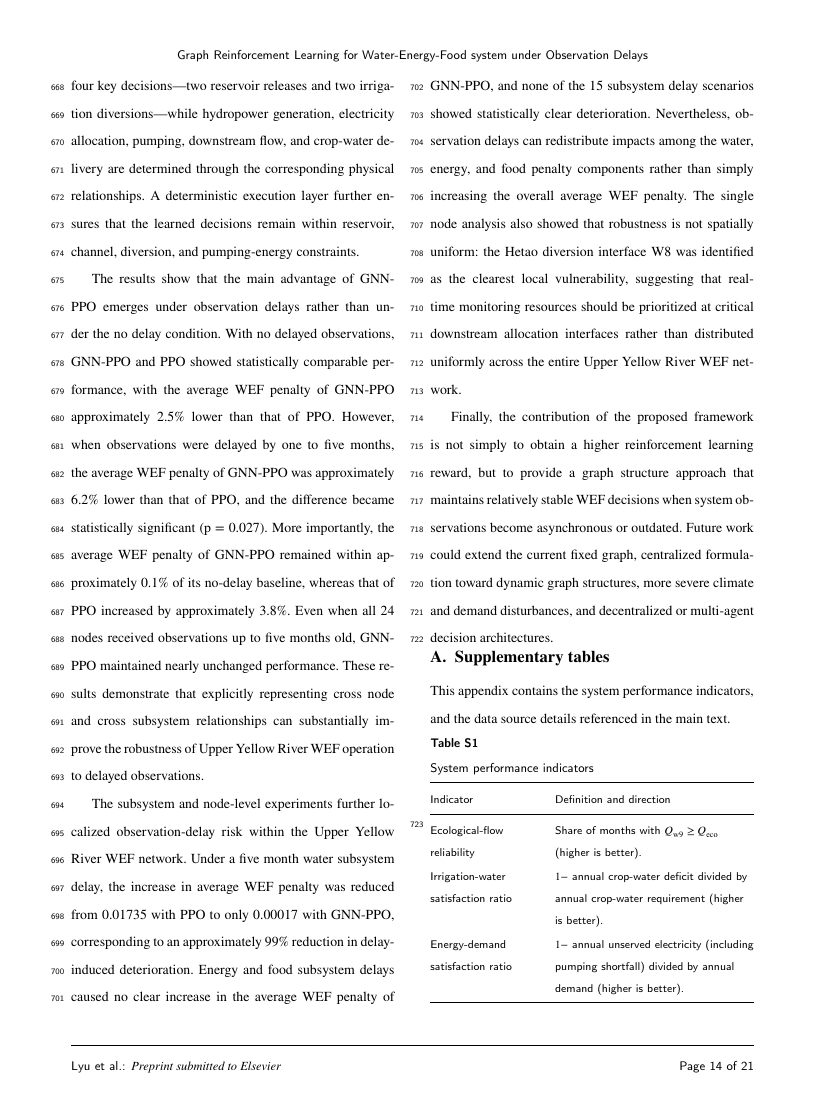 Graph Reinforcement Learning for Water-Energy-Food system under Observation Delays
668 four key decisions—two reservoir releases and two irriga-
669 tion diversions—while hydropower generation, electricity
670 allocation, pumping, downstream flow, and crop-water de-
671 livery are determined through the corresponding physical
672 relationships. A deterministic execution layer further en-
673 sures that the learned decisions remain within reservoir,
674 channel, diversion, and pumping-energy constraints.
675 The results show that the main advantage of GNN-
676 PPO emerges under observation delays rather than un-
677 der the no delay condition. With no delayed observations,
678 GNN-PPO and PPO showed statistically comparable per-
679 formance, with the average WEF penalty of GNN-PPO
680 approximately 2.5% lower than that of PPO. However,
681 when observations were delayed by one to five months,
682 the average WEF penalty of GNN-PPO was approximately
683 6.2% lower than that of PPO, and the difference became
684 statistically significant (p = 0.027). More importantly, the
685 average WEF penalty of GNN-PPO remained within ap-
686 proximately 0.1% of its no-delay baseline, whereas that of
687 PPO increased by approximately 3.8%. Even when all 24
688 nodes received observations up to five months old, GNN-
689 PPO maintained nearly unchanged performance. These re-
690 sults demonstrate that explicitly representing cross node
691 and cross subsystem relationships can substantially im-
692 prove the robustness of Upper Yellow River WEF operation
693 to delayed observations.
694 The subsystem and node-level experiments further lo-
695 calized observation-delay risk within the Upper Yellow
696 River WEF network. Under a five month water subsystem
697 delay, the increase in average WEF penalty was reduced
698 from 0.01735 with PPO to only 0.00017 with GNN-PPO,
699 corresponding to an approximately 99% reduction in delay-
700 induced deterioration. Energy and food subsystem delays
701 caused no clear increase in the average WEF penalty of
702 GNN-PPO, and none of the 15 subsystem delay scenarios
703 showed statistically clear deterioration. Nevertheless, ob-
704 servation delays can redistribute impacts among the water,
705 energy, and food penalty components rather than simply
706 increasing the overall average WEF penalty. The single
707 node analysis also showed that robustness is not spatially
708 uniform: the Hetao diversion interface W8 was identified
709 as the clearest local vulnerability, suggesting that real-
710 time monitoring resources should be prioritized at critical
711 downstream allocation interfaces rather than distributed
712 uniformly across the entire Upper Yellow River WEF net-
713 work.
714 Finally, the contribution of the proposed framework
715 is not simply to obtain a higher reinforcement learning
716 reward, but to provide a graph structure approach that
717 maintains relatively stable WEF decisions when system ob-
718 servations become asynchronous or outdated. Future work
719 could extend the current fixed graph, centralized formula-
720 tion toward dynamic graph structures, more severe climate
721 and demand disturbances, and decentralized or multi-agent
722 decision architectures.
A. Supplementary tables
This appendix contains the system performance indicators,
and the data source details referenced in the main text.
Table S1
System performance indicators
Indicator Definition and direction
723 Ecological-flow Share of months with Q_w9 ≥ Q_eco
reliability (higher is better).
Irrigation-water 1− annual crop-water deficit divided by
satisfaction ratio annual crop-water requirement (higher
is better).
Energy-demand 1− annual unserved electricity (including
satisfaction ratio pumping shortfall) divided by annual
demand (higher is better).
Lyu et al.: Preprint submitted to Elsevier Page 14 of 21